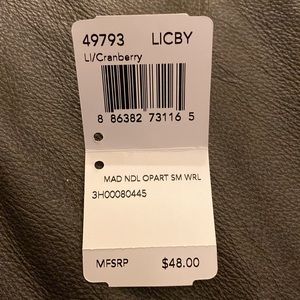 49793 LICBY
LI/Cranberry
8 86382 73116 5
MAD NDL OPART SM WRL
3H00080445
MFSRP $48.00